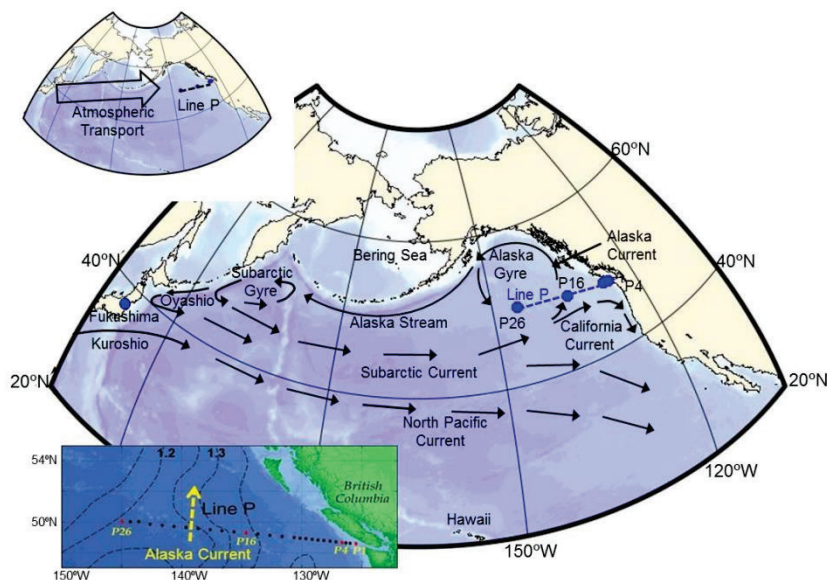 Atmospheric
Transport
Line P
60ºN
40ºN
Bering Sea
Alaska
Gyre
Alaska
Current
40ºN
Subarctic
Gyre
P16
P4
Line P
Oyashio
Fukushima
Alaska Stream
P26
California
Current
Kuroshio
Subarctic Current
20ºN
20ºN
North Pacific
Current
120ºW
Hawaii
150ºW
54ºN
1.2
1.3
British
Columbia
Line P
50ºN
P26
P16
P4
P1
Alaska Current
150ºW
140ºW
130ºW